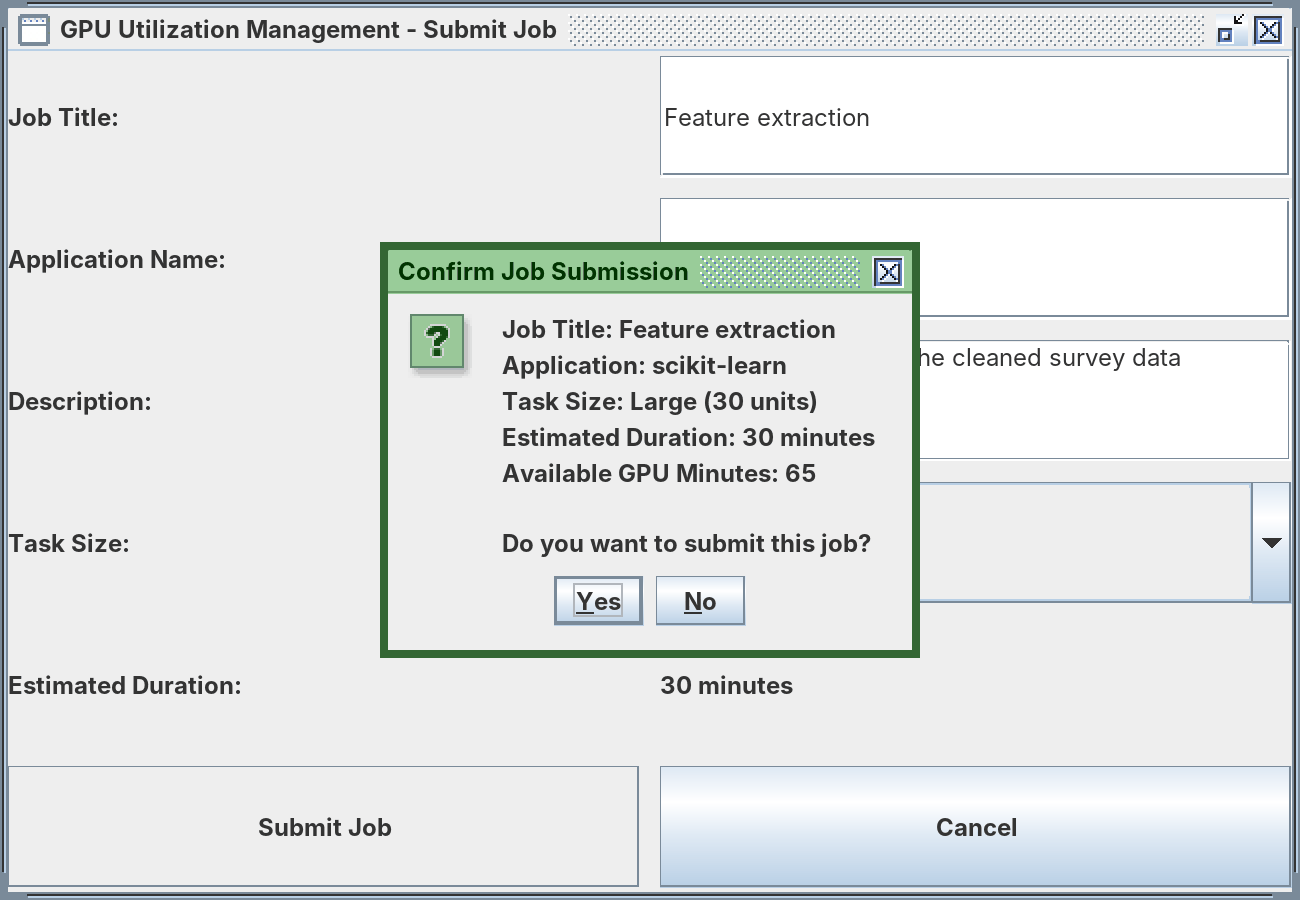 GPU Utilization Management - Submit Job
Job Title:
Feature extraction
Application Name:
Confirm Job Submission
?
Job Title: Feature extraction
Application: scikit-learn
Task Size: Large (30 units)
Estimated Duration: 30 minutes
Available GPU Minutes: 65
Do you want to submit this job?
Yes
No
cleaned survey data
Description:
Task Size:
Estimated Duration:
30 minutes
Submit Job
Cancel